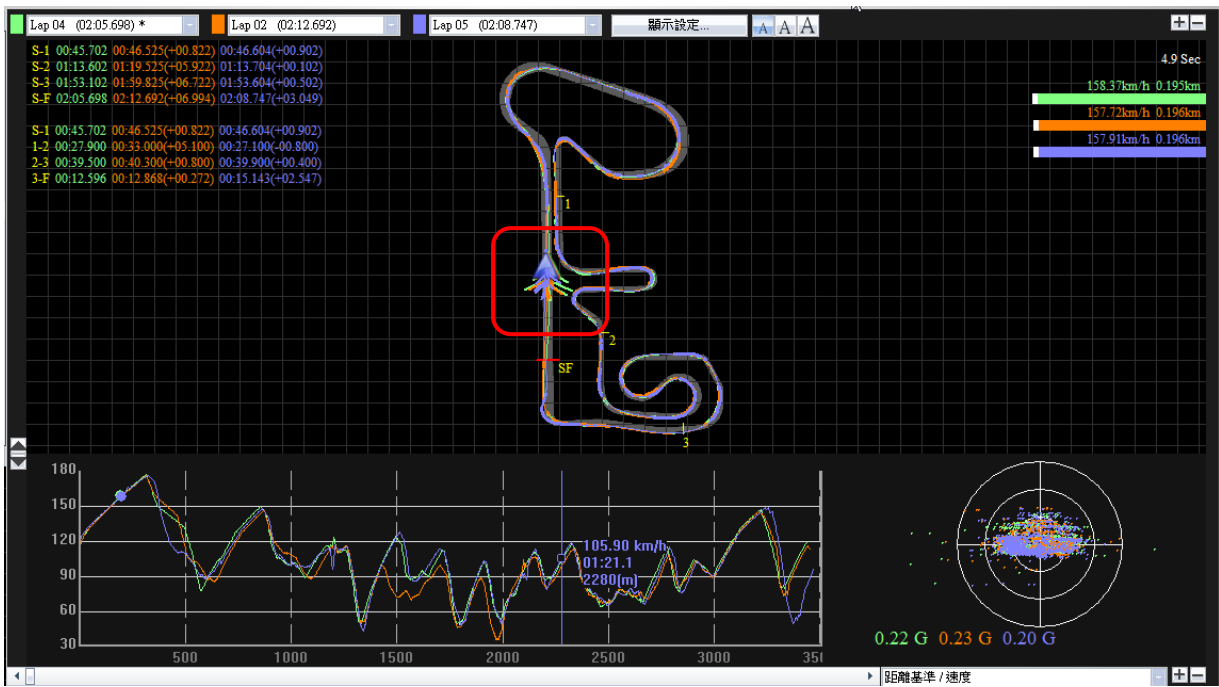 Lap 04 (02:05.698) * Lap 02 (02:12.692) Lap 05 (02:08.747) 顯示設定... A A A
S-1 00:45.702 00:46.525(+00.822) 00:46.604(+00.902)
S-2 01:13.602 01:19.525(+05.922) 01:13.704(+00.102)
S-3 01:53.102 01:59.825(+06.722) 01:53.604(+00.502)
S-F 02:05.698 02:12.692(+06.994) 02:08.747(+03.049)
S-1 00:45.702 00:46.525(+00.822) 00:46.604(+00.902)
1-2 00:27.900 00:33.000(+05.100) 00:27.100(-00.800)
2-3 00:39.500 00:40.300(+00.800) 00:39.900(+00.400)
3-F 00:12.596 00:12.868(+00.272) 00:15.143(+02.547)
4.9 Sec
158.37km/h 0.195km
157.72km/h 0.196km
157.91km/h 0.196km
1
2
SF
3
180
150
120
90
60
30
105.90 km/h
01:21.1
2280(m)
500 1000 1500 2000 2500 3000 350
0.22 G 0.23 G 0.20 G
距離基準 / 速度